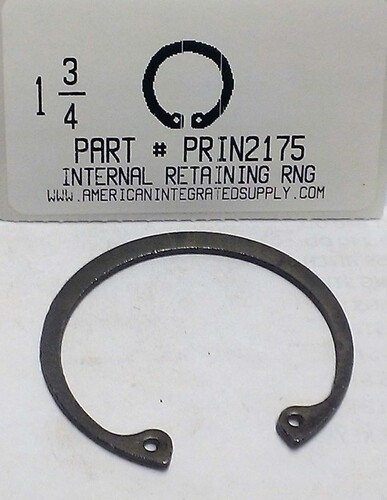 1 3/4
PART # PRIN2175
INTERNAL RETAINING RNG
WWW.AMERICANINTEGRATEDSUPPLY.COM